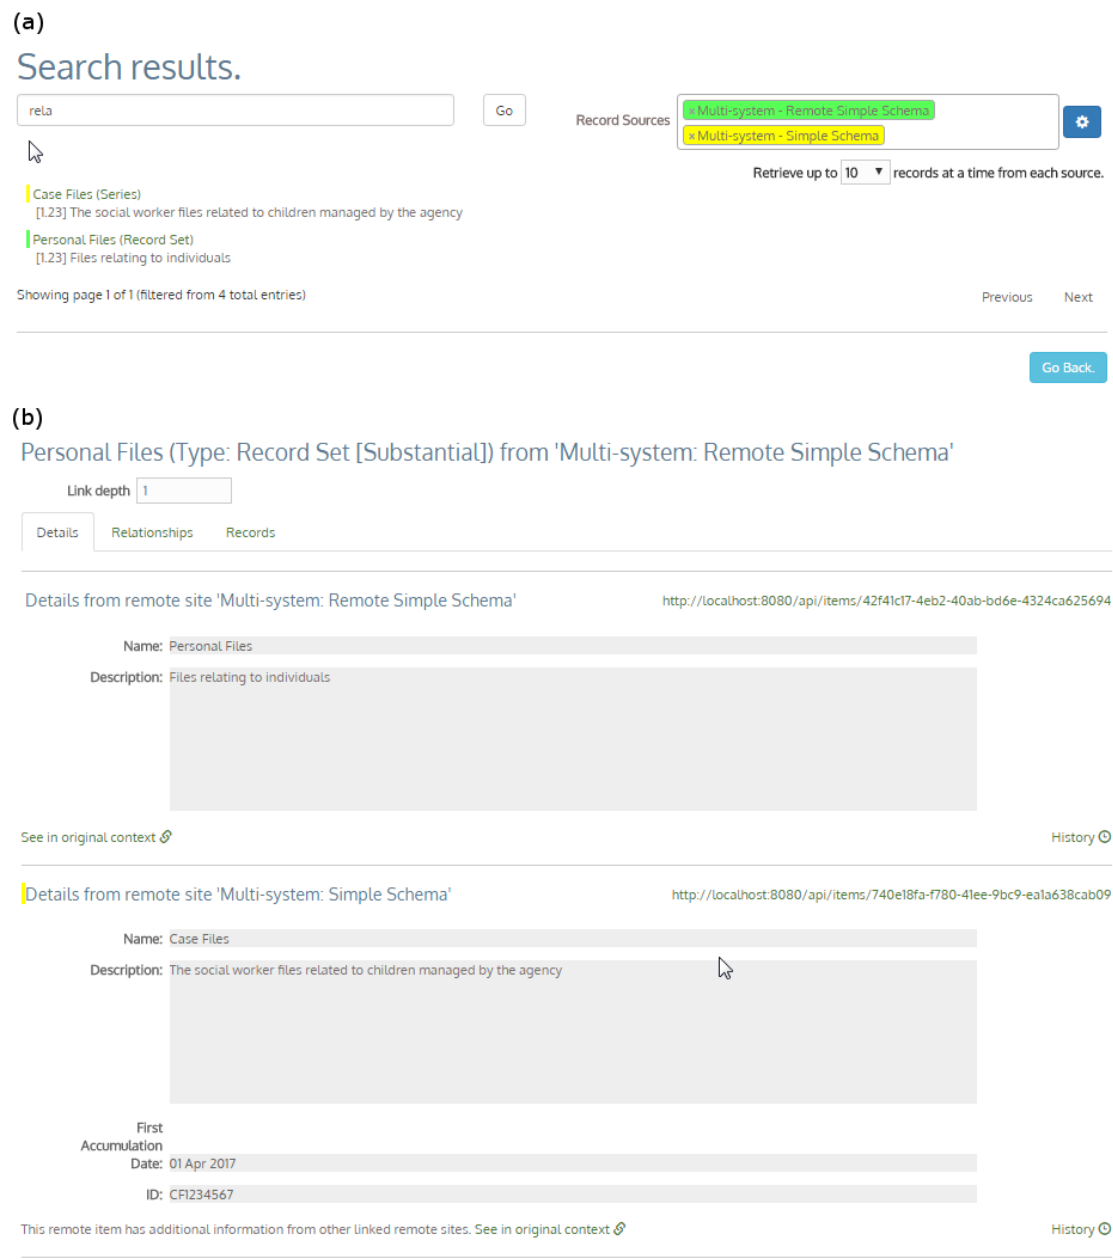 (a)
Search results.
rela
Go
Record Sources
×Multi-system - Remote Simple Schema
×Multi-system - Simple Schema
Retrieve up to 10 ▼ records at a time from each source.
Case Files (Series)
[1.23] The social worker files related to children managed by the agency
Personal Files (Record Set)
[1.23] Files relating to individuals
Showing page 1 of 1 (filtered from 4 total entries)
Previous Next
Go Back.
(b)
Personal Files (Type: Record Set [Substantial]) from 'Multi-system: Remote Simple Schema'
Link depth 1
Details Relationships Records
Details from remote site 'Multi-system: Remote Simple Schema' http://localhost:8080/api/items/42f41c17-4eb2-40ab-bd6e-4324ca625694
Name: Personal Files
Description: Files relating to individuals
See in original context History
Details from remote site 'Multi-system: Simple Schema' http://localhost:8080/api/items/740e18fa-f780-41ee-9bc9-ea1a638cab09
Name: Case Files
Description: The social worker files related to children managed by the agency
First
Accumulation
Date: 01 Apr 2017
ID: CF1234567
This remote item has additional information from other linked remote sites. See in original context History